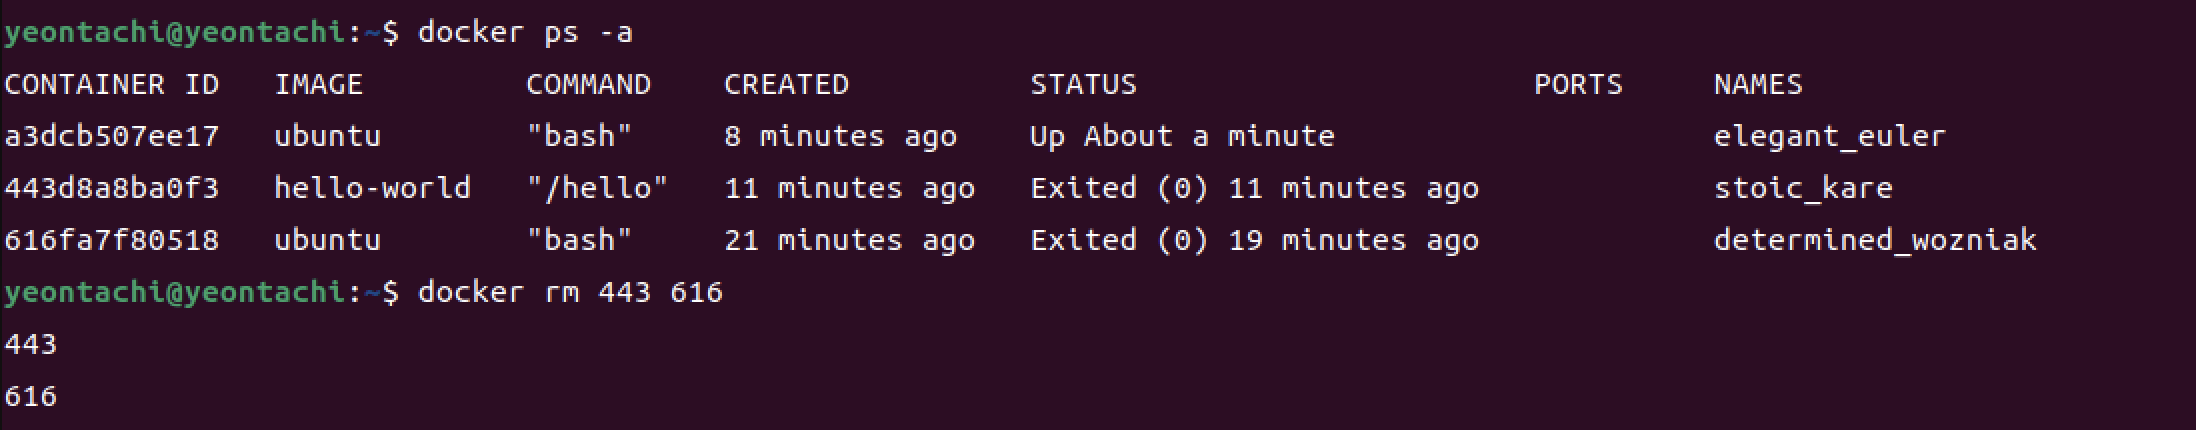 yeontachi@yeontachi:~$ docker ps -a
CONTAINER ID   IMAGE         COMMAND    CREATED          STATUS                      PORTS     NAMES
a3dcb507ee17   ubuntu        "bash"     8 minutes ago    Up About a minute                     elegant_euler
443d8a8ba0f3   hello-world   "/hello"   11 minutes ago   Exited (0) 11 minutes ago             stoic_kare
616fa7f80518   ubuntu        "bash"     21 minutes ago   Exited (0) 19 minutes ago             determined_wozniak
yeontachi@yeontachi:~$ docker rm 443 616
443
616